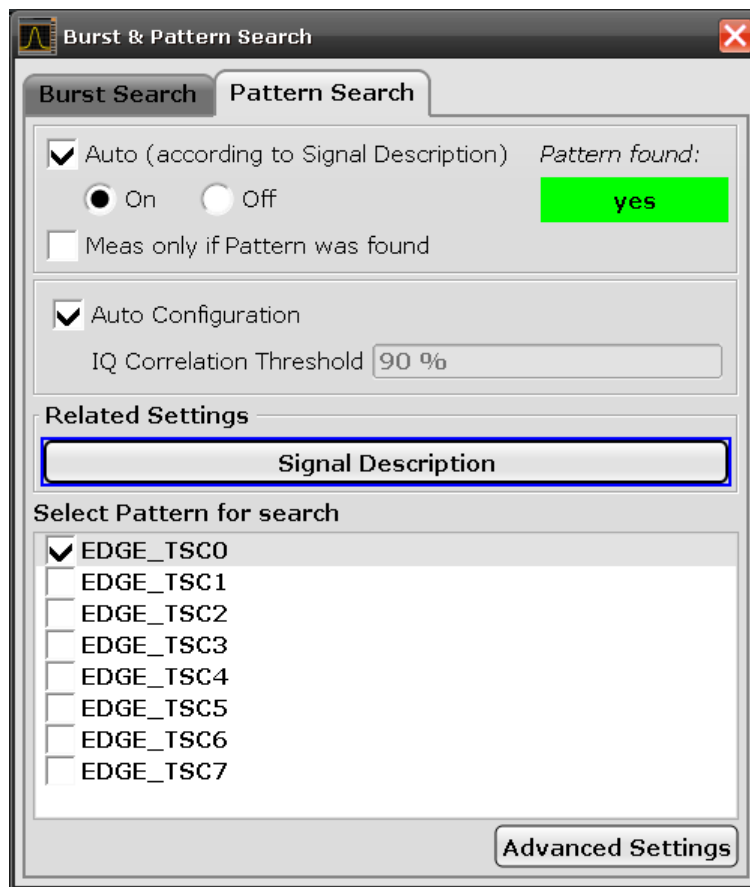 Burst & Pattern Search
Burst Search Pattern Search
Auto (according to Signal Description) Pattern found:
On Off yes
Meas only if Pattern was found
Auto Configuration
IQ Correlation Threshold 90 %
Related Settings
Signal Description
Select Pattern for search
EDGE_TSC0
EDGE_TSC1
EDGE_TSC2
EDGE_TSC3
EDGE_TSC4
EDGE_TSC5
EDGE_TSC6
EDGE_TSC7
Advanced Settings